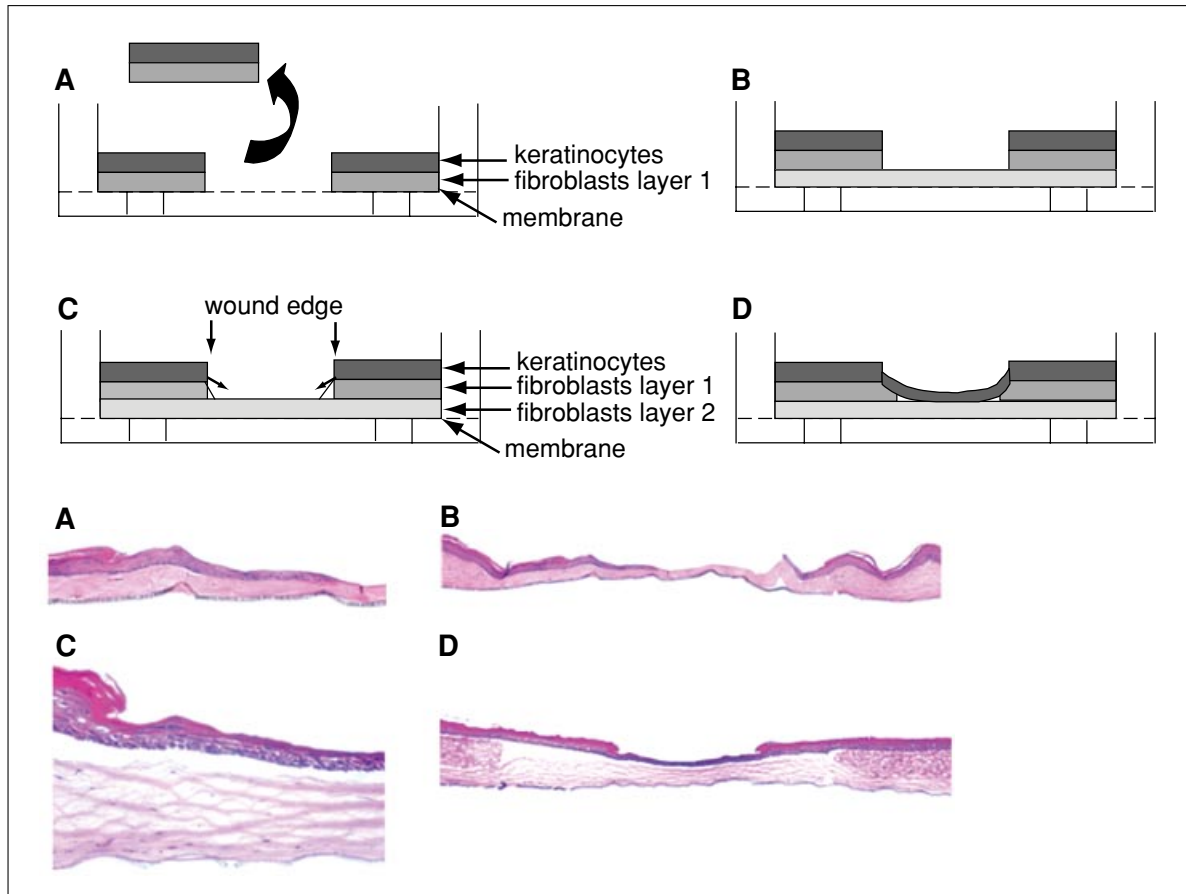 A
keratinocytes
fibroblasts layer 1
membrane
B
C
wound edge
keratinocytes
fibroblasts layer 1
fibroblasts layer 2
membrane
D
A
B
C
D